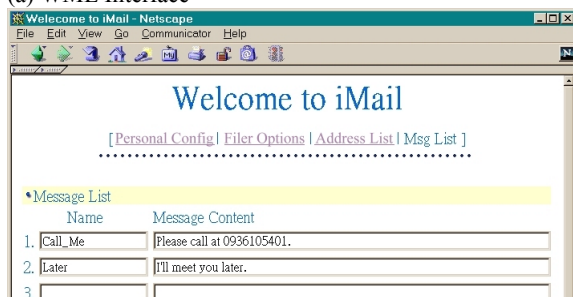 (a) WML Interface
Welecome to iMail - Netscape
File Edit View Go Communicator Help
Welcome to iMail
[ Personal Config | Filer Options | Address List | Msg List ]
Message List
Name Message Content
1. Call_Me Please call at 0936105401.
2. Later I'll meet you later.
3.